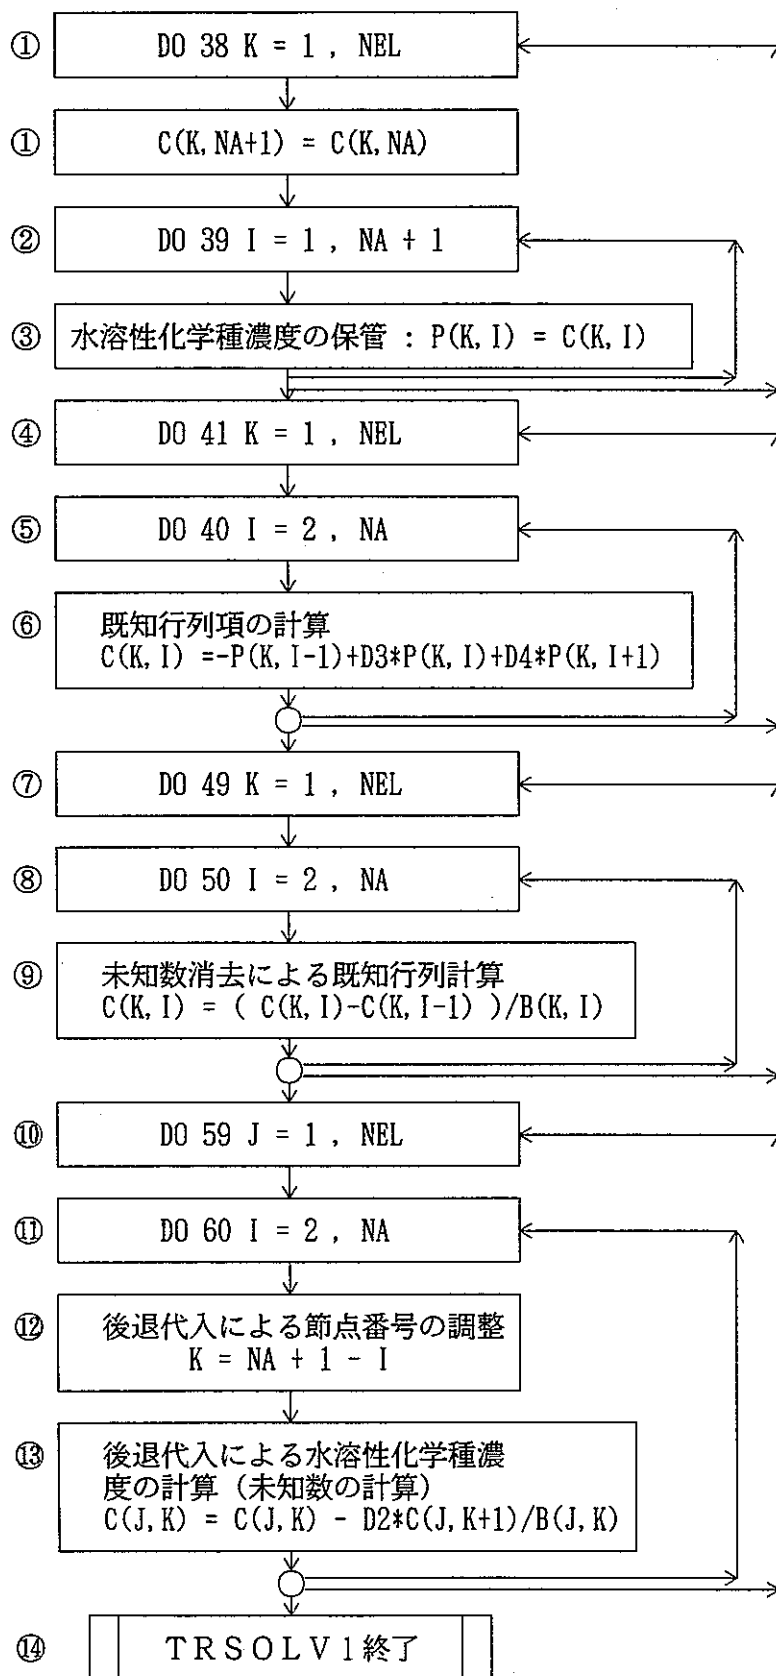 ① DO 38 K = 1 , NEL
① C(K,NA+1) = C(K,NA)
② DO 39 I = 1 , NA + 1
③ 水溶性化学種濃度の保管 : P(K,I) = C(K,I)
④ DO 41 K = 1 , NEL
⑤ DO 40 I = 2 , NA
⑥ 既知行列項の計算
C(K,I) =-P(K,I-1)+D3*P(K,I)+D4*P(K,I+1)
⑦ DO 49 K = 1 , NEL
⑧ DO 50 I = 2 , NA
⑨ 未知数消去による既知行列計算
C(K,I) = ( C(K,I)-C(K,I-1) )/B(K,I)
⑩ DO 59 J = 1 , NEL
⑪ DO 60 I = 2 , NA
⑫ 後退代入による節点番号の調整
K = NA + 1 - I
⑬ 後退代入による水溶性化学種濃
度の計算（未知数の計算）
C(J,K) = C(J,K) - D2*C(J,K+1)/B(J,K)
⑭ ＴＲＳＯＬＶ１終了